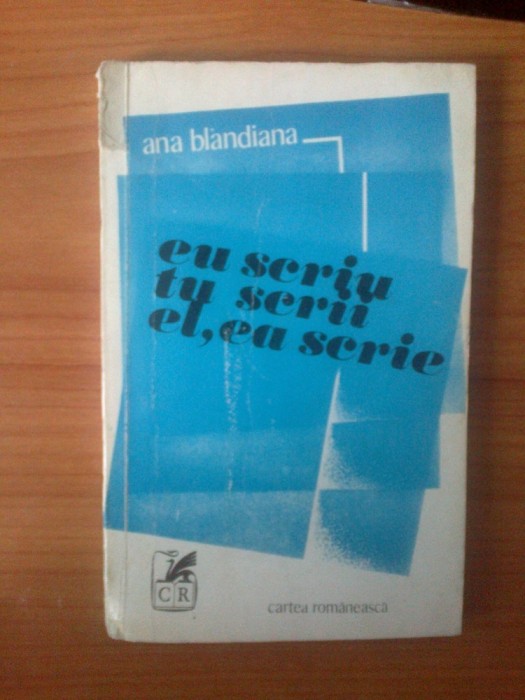 ana blandiana
eu scriu
tu scrii
el, ea scrie
CR
cartea românească